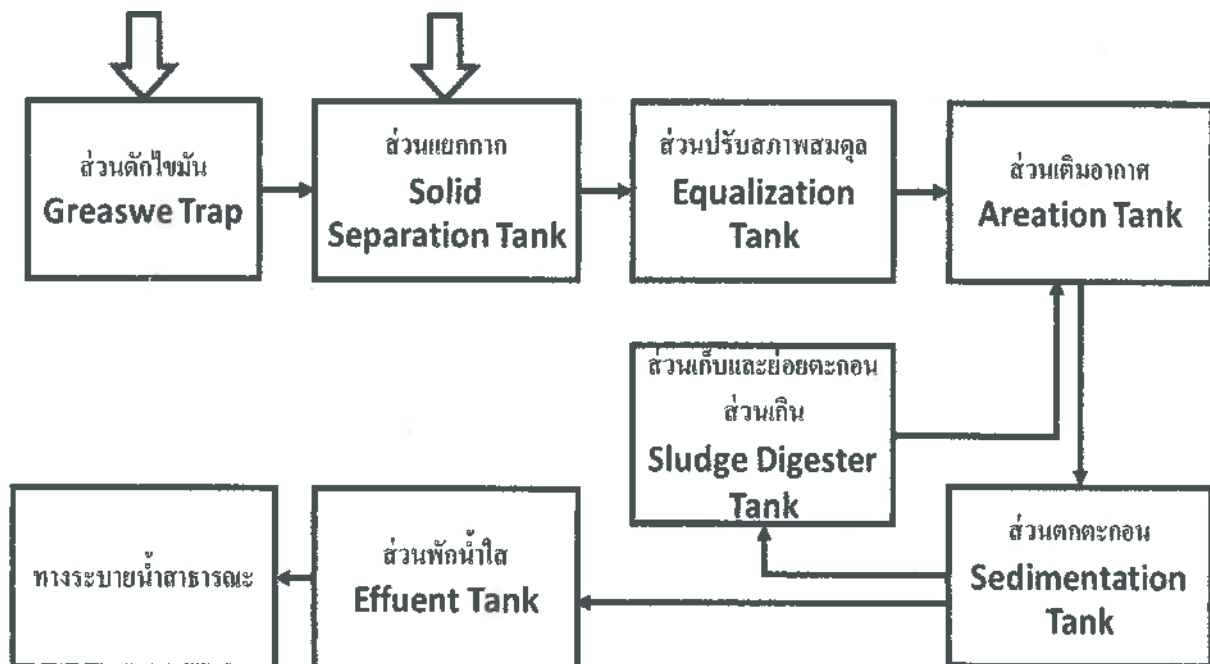 ส่วนดักไขมัน
Greaswe Trap
ส่วนแยกกาก
Solid
Separation Tank
ส่วนปรับสภาพสมดุล
Equalization
Tank
ส่วนเติมอากาศ
Areation Tank
ส่วนเก็บและย่อยตะกอน
ส่วนเกิน
Sludge Digester
Tank
ส่วนตกตะกอน
Sedimentation
Tank
ส่วนพักน้ำใส
Effuent Tank
ทางระบายน้ำสาธารณะ